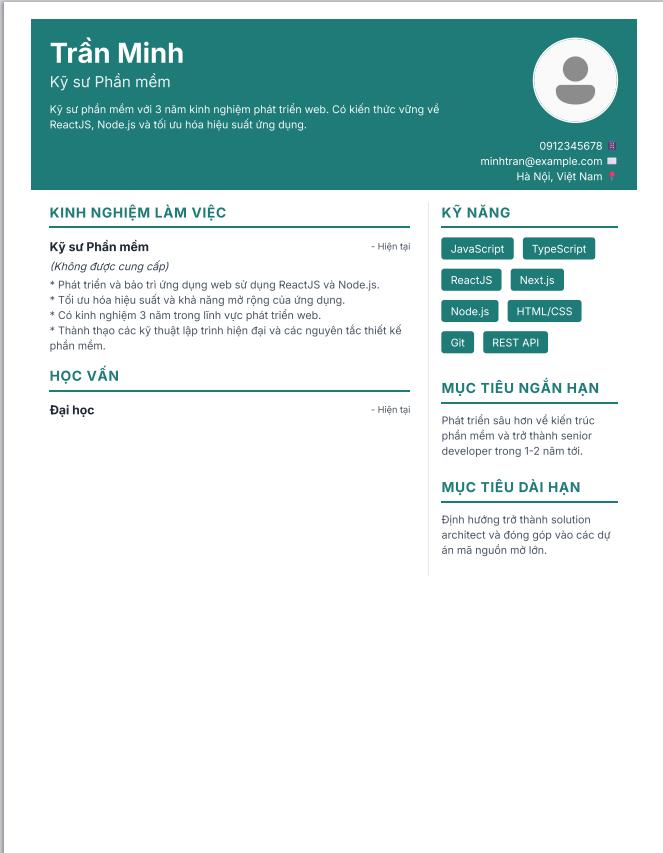 Trần Minh
Kỹ sư Phần mềm
Kỹ sư phần mềm với 3 năm kinh nghiệm phát triển web. Có kiến thức vững về
ReactJS, Node.js và tối ưu hóa hiệu suất ứng dụng.
0912345678
minhtran@example.com
Hà Nội, Việt Nam
KINH NGHIỆM LÀM VIỆC
Kỹ sư Phần mềm - Hiện tại
(Không được cung cấp)
* Phát triển và bảo trì ứng dụng web sử dụng ReactJS và Node.js.
* Tối ưu hóa hiệu suất và khả năng mở rộng của ứng dụng.
* Có kinh nghiệm 3 năm trong lĩnh vực phát triển web.
* Thành thạo các kỹ thuật lập trình hiện đại và các nguyên tắc thiết kế
phần mềm.
HỌC VẤN
Đại học - Hiện tại
KỸ NĂNG
JavaScript TypeScript
ReactJS Next.js
Node.js HTML/CSS
Git REST API
MỤC TIÊU NGẮN HẠN
Phát triển sâu hơn về kiến trúc
phần mềm và trở thành senior
developer trong 1-2 năm tới.
MỤC TIÊU DÀI HẠN
Định hướng trở thành solution
architect và đóng góp vào các dự
án mã nguồn mở lớn.